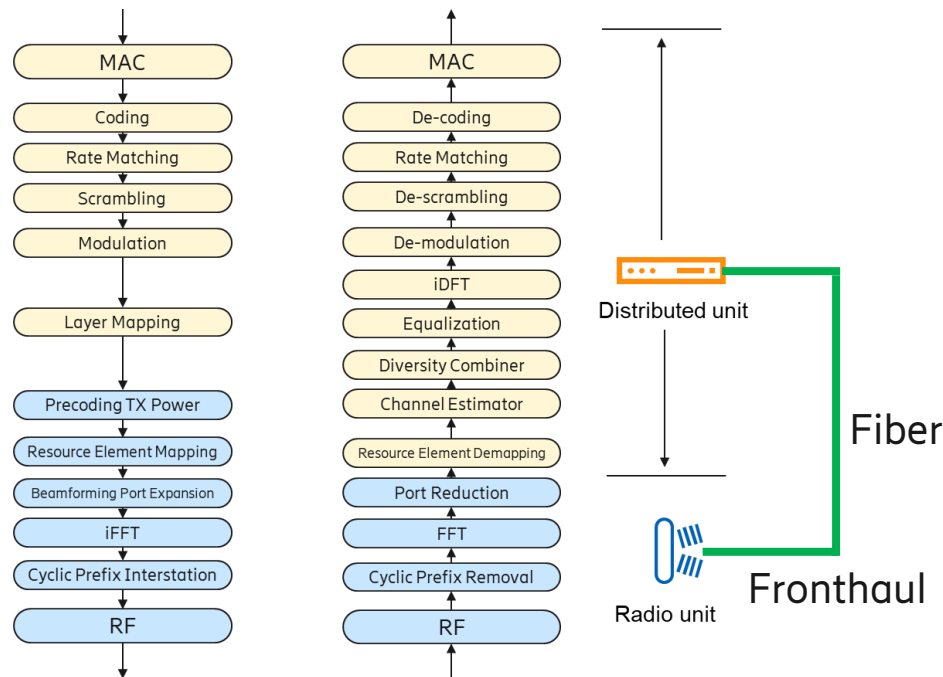 MAC
Coding
Rate Matching
Scrambling
Modulation
Layer Mapping
Precoding TX Power
Resource Element Mapping
Beamforming Port Expansion
iFFT
Cyclic Prefix Interstation
RF
MAC
De-coding
Rate Matching
De-scrambling
De-modulation
iDFT
Equalization
Diversity Combiner
Channel Estimator
Resource Element Demapping
Port Reduction
FFT
Cyclic Prefix Removal
RF
Distributed unit
Fiber
Fronthaul
Radio unit